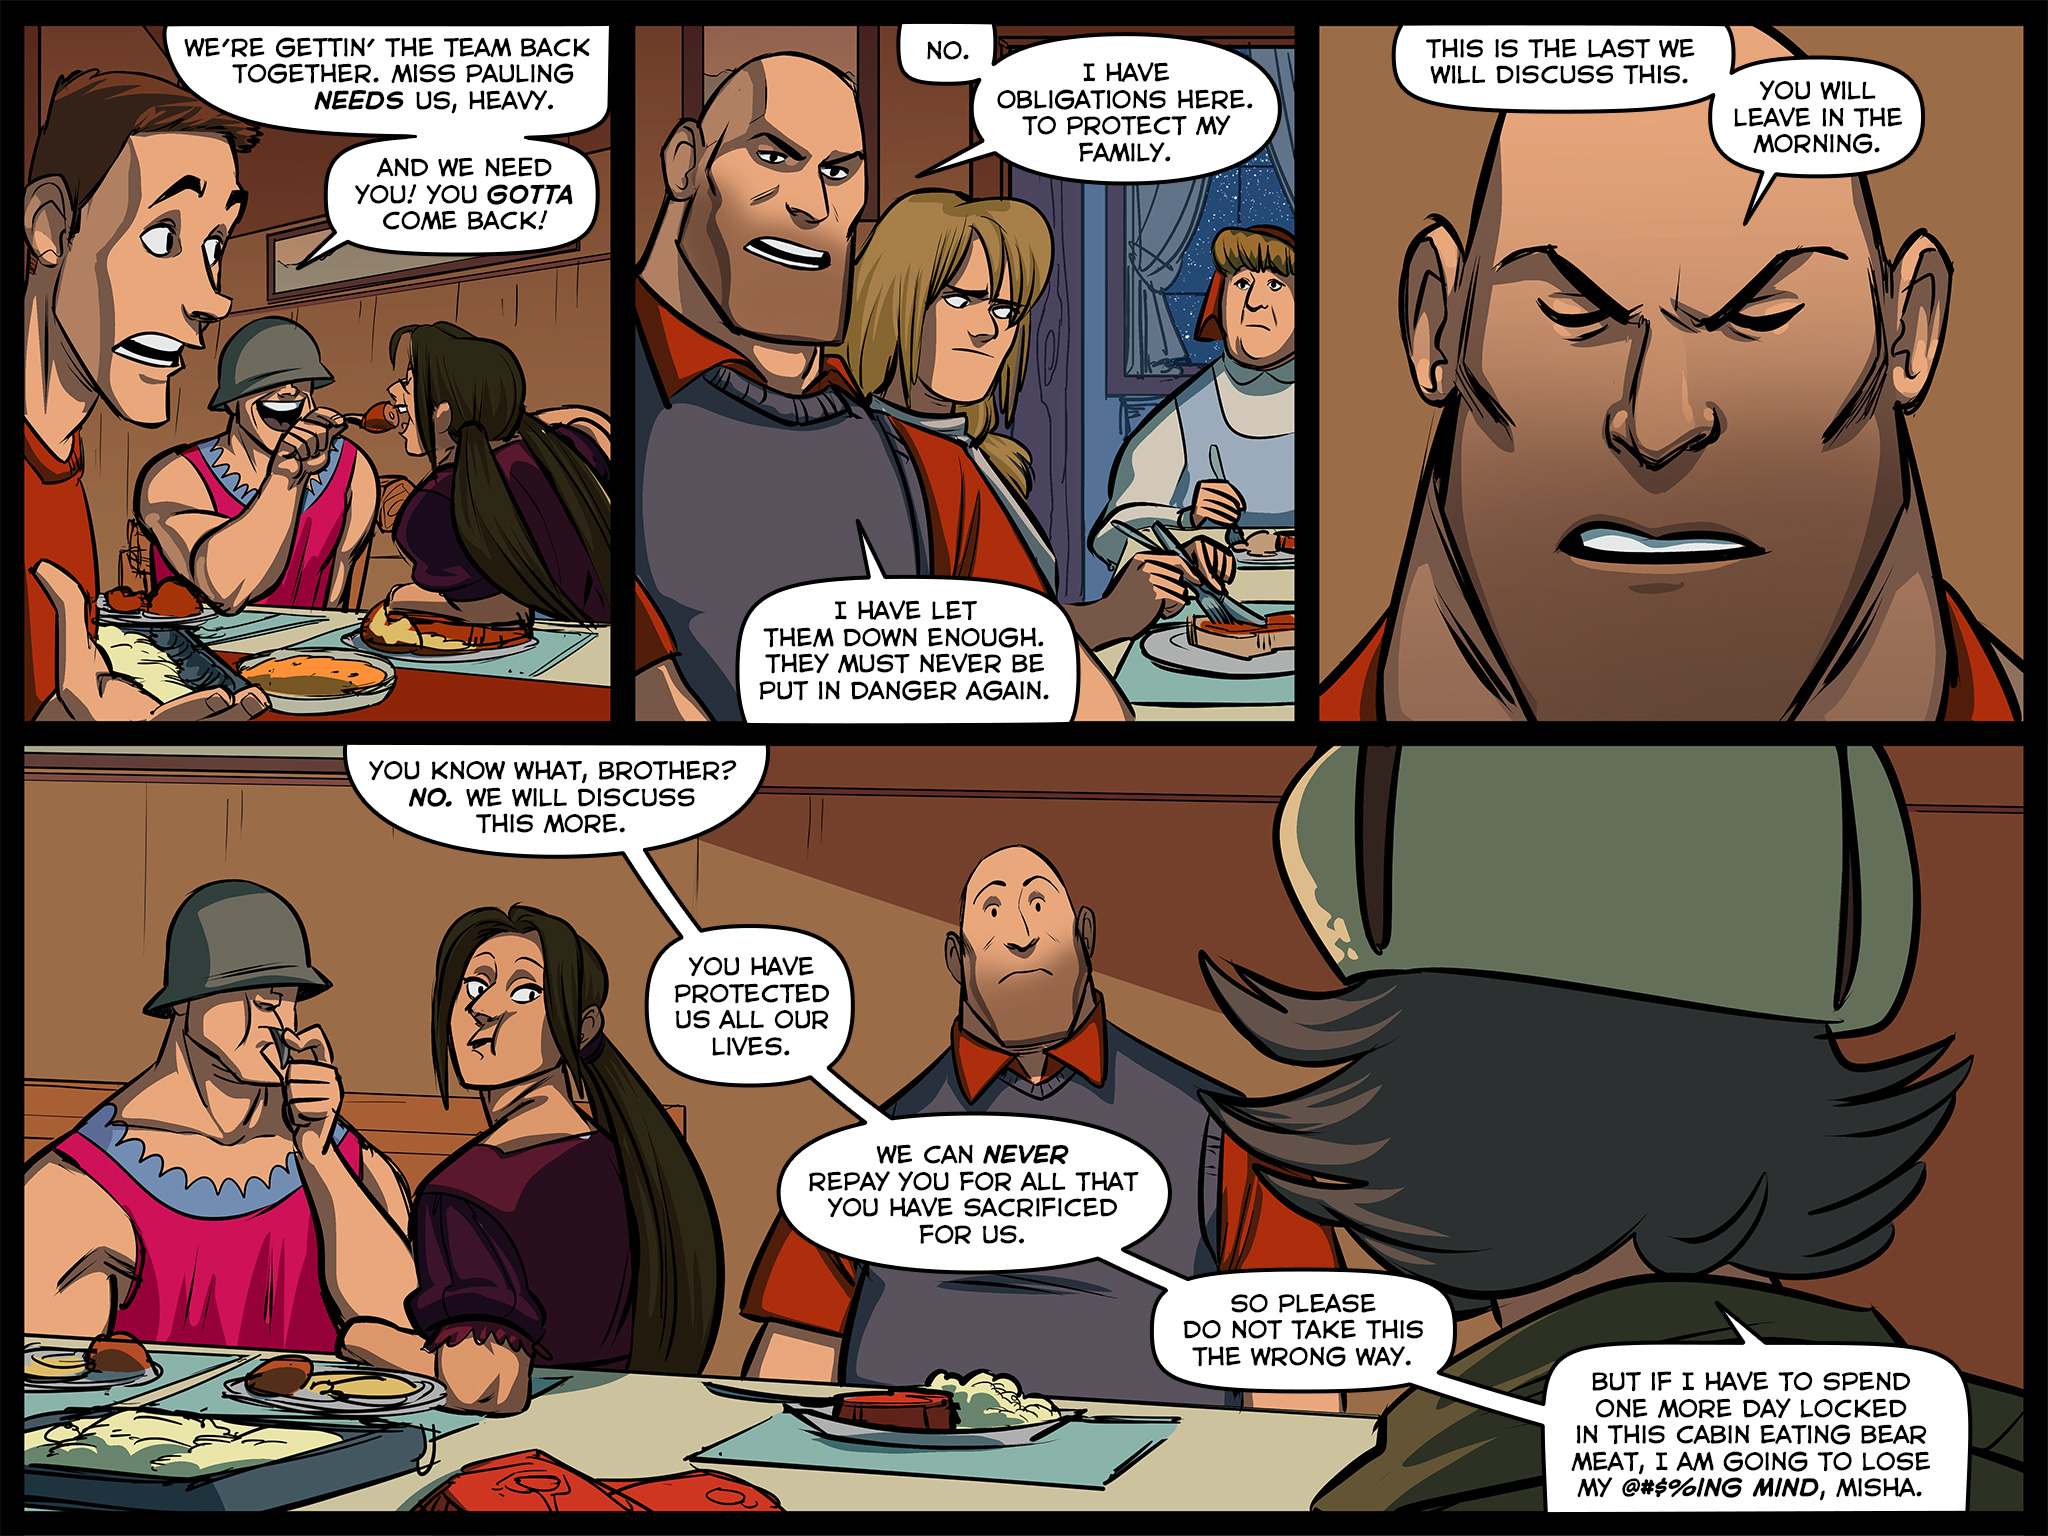 WE'RE GETTIN' THE TEAM BACK
TOGETHER. MISS PAULING
NEEDS US, HEAVY.
AND WE NEED
YOU! YOU GOTTA
COME BACK!
NO.
I HAVE
OBLIGATIONS HERE.
TO PROTECT MY
FAMILY.
I HAVE LET
THEM DOWN ENOUGH.
THEY MUST NEVER BE
PUT IN DANGER AGAIN.
THIS IS THE LAST WE
WILL DISCUSS THIS.
YOU WILL
LEAVE IN THE
MORNING.
YOU KNOW WHAT, BROTHER?
NO. WE WILL DISCUSS
THIS MORE.
YOU HAVE
PROTECTED
US ALL OUR
LIVES.
WE CAN NEVER
REPAY YOU FOR ALL THAT
YOU HAVE SACRIFICED
FOR US.
SO PLEASE
DO NOT TAKE THIS
THE WRONG WAY.
BUT IF I HAVE TO SPEND
ONE MORE DAY LOCKED
IN THIS CABIN EATING BEAR
MEAT, I AM GOING TO LOSE
MY @#$%ING MIND, MISHA.